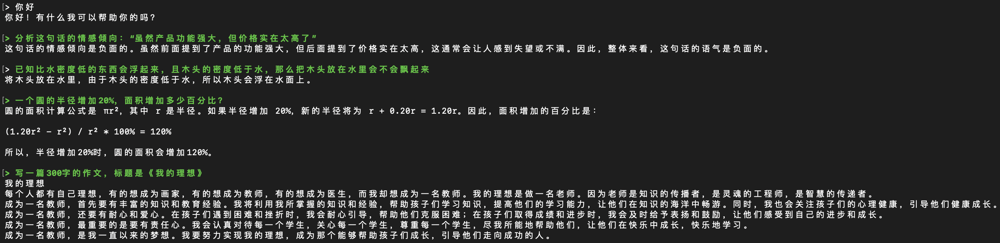 [> 你好
你好！有什么我可以帮助你的吗？
[> 分析这句话的情感倾向：“虽然产品功能强大，但价格实在太高了”
这句话的情感倾向是负面的。虽然前面提到了产品的功能强大，但后面提到了价格实在太高，这通常会让人感到失望或不满。因此，整体来看，这句话的语气是负面的。
[> 已知比水密度低的东西会浮起来，且木头的密度低于水，那么把木头放在水里会不会飘起来
将木头放在水里，由于木头的密度低于水，所以木头会浮在水面上。
[> 一个圆的半径增加20%，面积增加多少百分比？
圆的面积计算公式是 πr²，其中 r 是半径。如果半径增加 20%，新的半径将为 r + 0.20r = 1.20r。因此，面积增加的百分比是：
(1.20r² - r²) / r² * 100% = 120%
所以，半径增加20%时，圆的面积会增加120%。
[> 写一篇300字的作文，标题是《我的理想》
我的理想
每个人都有自己理想，有的想成为画家，有的想成为教师，有的想成为医生，而我却想成为一名教师。我的理想是做一名老师。因为老师是知识的传播者，是灵魂的工程师，是智慧的传递者。
成为一名教师，首先要有丰富的知识和教育经验。我将利用我所掌握的知识和经验，帮助孩子们学习知识，提高他们的学习能力，让他们在知识的海洋中畅游。同时，我也会关注孩子们的心理健康，引导他们健康成长。
成为一名教师，还要有耐心和爱心。在孩子们遇到困难和挫折时，我会耐心引导，帮助他们克服困难；在孩子们取得成绩和进步时，我会及时给予表扬和鼓励，让他们感受到自己的进步和成长。
成为一名教师，最重要的是要有责任心。我会认真对待每一个学生，关心每一个学生，尊重每一个学生，尽我所能地帮助他们，让他们在快乐中成长，快乐地学习。
成为一名教师，是我一直以来的梦想。我要努力实现我的理想，成为那个能够帮助孩子们成长，引导他们走向成功的人。